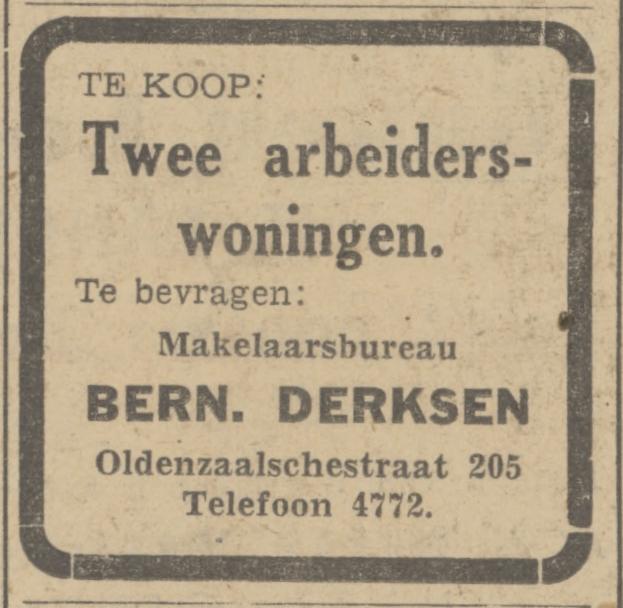 TE KOOP:
Twee arbeiders-
woningen.
Te bevragen:
Makelaarsbureau
BERN. DERKSEN
Oldenzaalschestraat 205
Telefoon 4772.